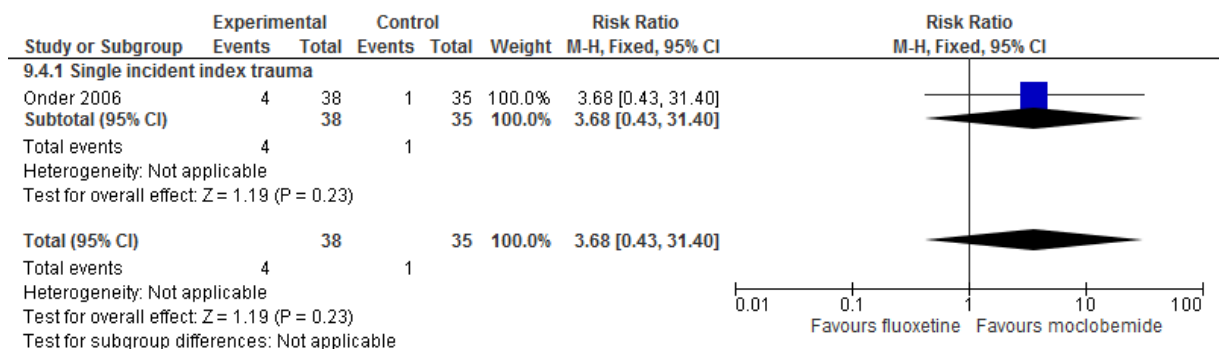 Experimental Control Risk Ratio Risk Ratio
Study or Subgroup Events Total Events Total Weight M-H, Fixed, 95% CI M-H, Fixed, 95% CI
9.4.1 Single incident index trauma
Onder 2006 4 38 1 35 100.0% 3.68 [0.43, 31.40]
Subtotal (95% CI) 38 35 100.0% 3.68 [0.43, 31.40]
Total events 4 1
Heterogeneity: Not applicable
Test for overall effect: Z = 1.19 (P = 0.23)
Total (95% CI) 38 35 100.0% 3.68 [0.43, 31.40]
Total events 4 1
Heterogeneity: Not applicable
Test for overall effect: Z = 1.19 (P = 0.23)
Test for subgroup differences: Not applicable
0.01 0.1 1 10 100
Favours fluoxetine Favours moclobemide